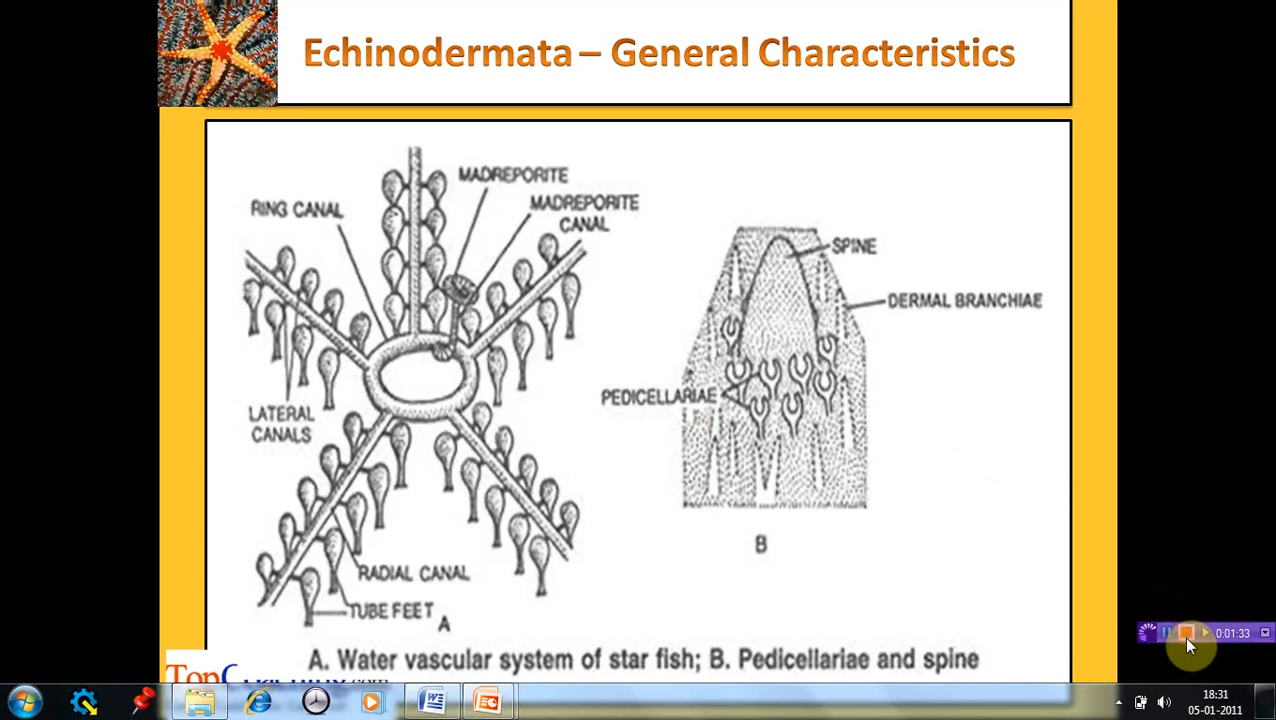 Echinodermata – General Characteristics
MADREPORITE
RING CANAL
MADREPORITE
CANAL
SPINE
DERMAL BRANCHIAE
PEDICELLARIAE
LATERAL
CANALS
B
RADIAL CANAL
TUBE FEET
A
A. Water vascular system of star fish; B. Pedicellariae and spine
0:01:33
18:31
05-01-2011